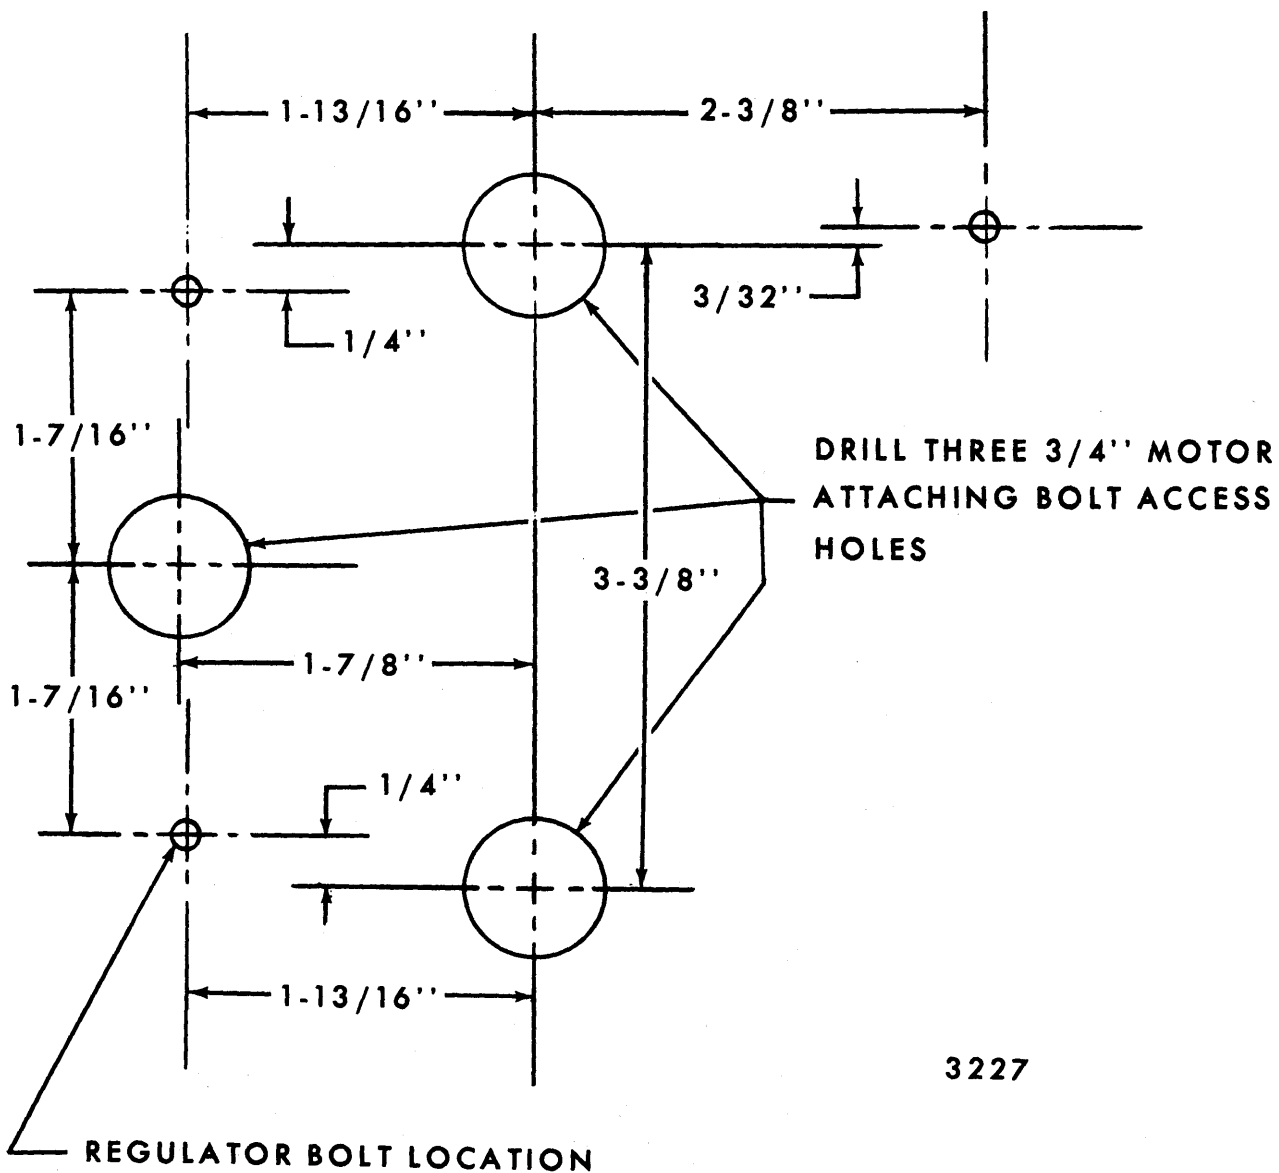 1-13/16''
2-3/8''
3/32''
1/4''
1-7/16''
DRILL THREE 3/4'' MOTOR
ATTACHING BOLT ACCESS
HOLES
3-3/8''
1-7/8''
1-7/16''
1/4''
1-13/16''
3227
REGULATOR BOLT LOCATION